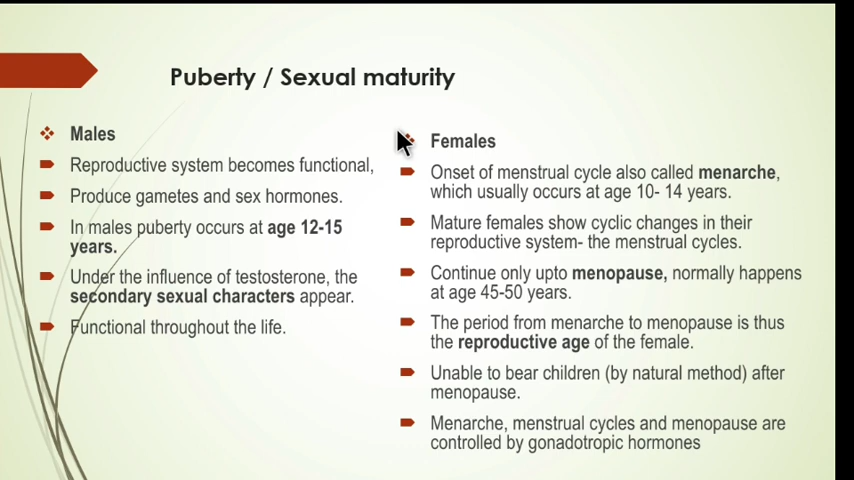 Puberty / Sexual maturity
Males
Reproductive system becomes functional,
Produce gametes and sex hormones.
In males puberty occurs at age 12-15
years.
Under the influence of testosterone, the
secondary sexual characters appear.
Functional throughout the life.
Females
Onset of menstrual cycle also called menarche,
which usually occurs at age 10- 14 years.
Mature females show cyclic changes in their
reproductive system- the menstrual cycles.
Continue only upto menopause, normally happens
at age 45-50 years.
The period from menarche to menopause is thus
the reproductive age of the female.
Unable to bear children (by natural method) after
menopause.
Menarche, menstrual cycles and menopause are
controlled by gonadotropic hormones